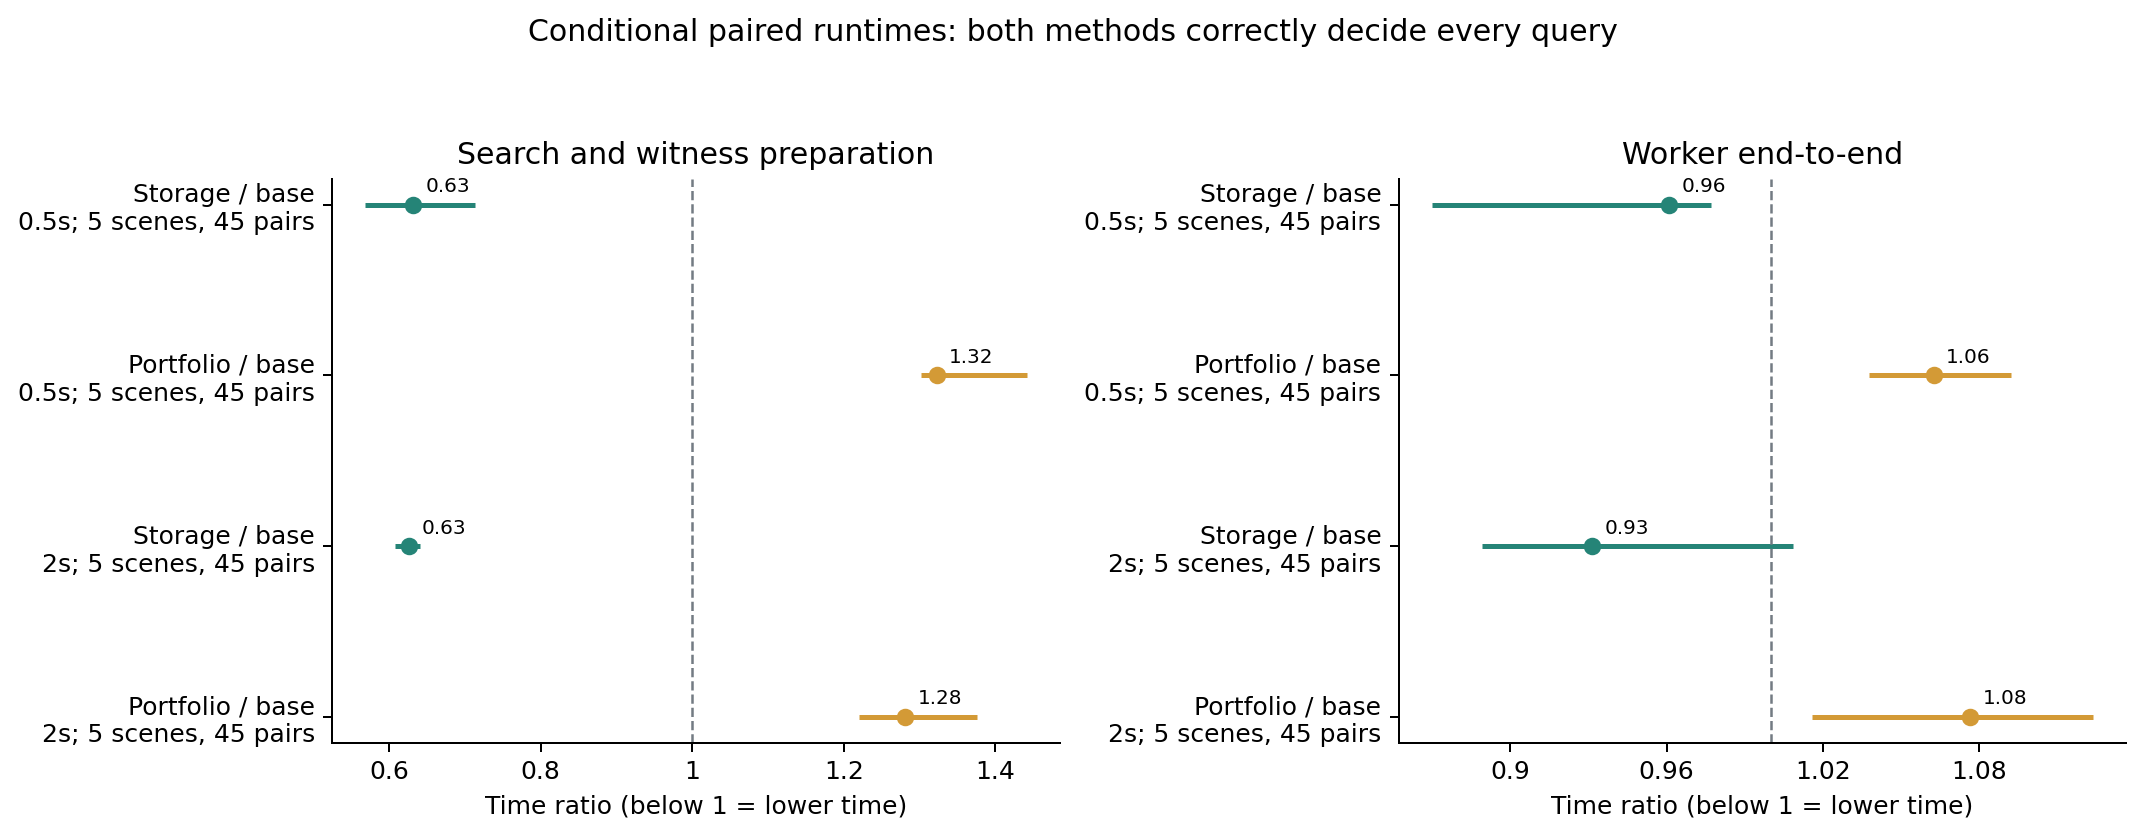 Conditional paired runtimes: both methods correctly decide every query
Search and witness preparation
Storage / base
0.5s; 5 scenes, 45 pairs
0.63
Portfolio / base
0.5s; 5 scenes, 45 pairs
1.32
Storage / base
2s; 5 scenes, 45 pairs
0.63
Portfolio / base
2s; 5 scenes, 45 pairs
1.28
0.6 0.8 1 1.2 1.4
Time ratio (below 1 = lower time)
Worker end-to-end
Storage / base
0.5s; 5 scenes, 45 pairs
0.96
Portfolio / base
0.5s; 5 scenes, 45 pairs
1.06
Storage / base
2s; 5 scenes, 45 pairs
0.93
Portfolio / base
2s; 5 scenes, 45 pairs
1.08
0.9 0.96 1.02 1.08
Time ratio (below 1 = lower time)